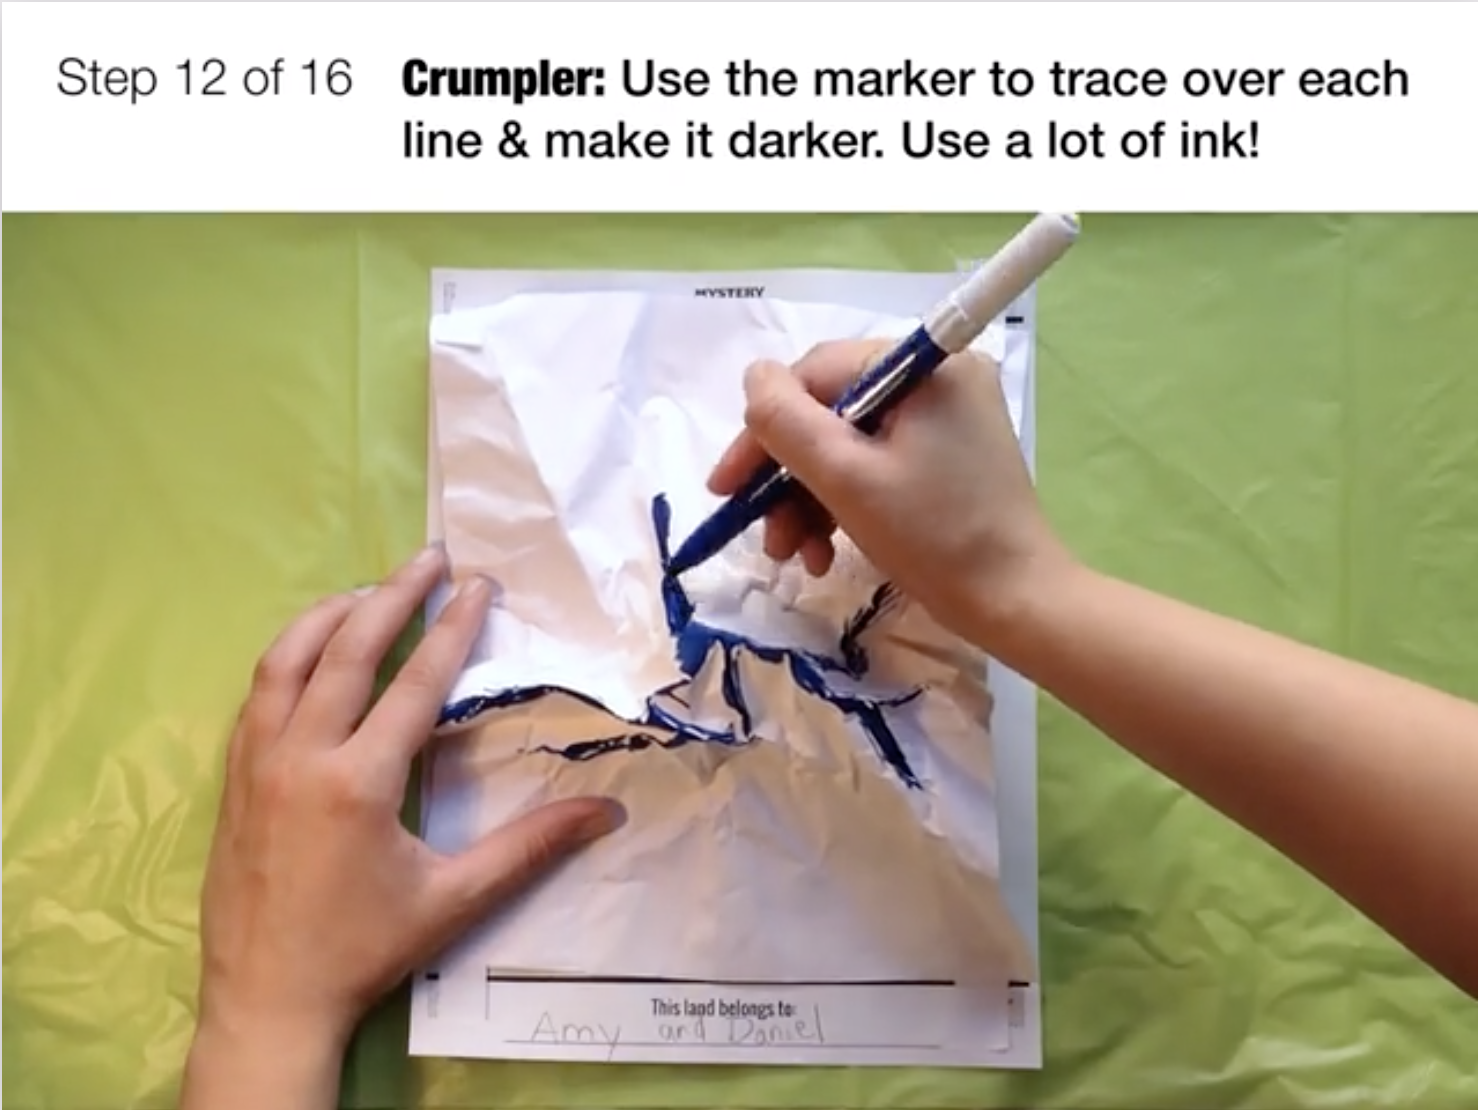 Step 12 of 16
Crumpler: Use the marker to trace over each
line & make it darker. Use a lot of ink!
MYSTERY
This land belongs to:
Amy and Daniel